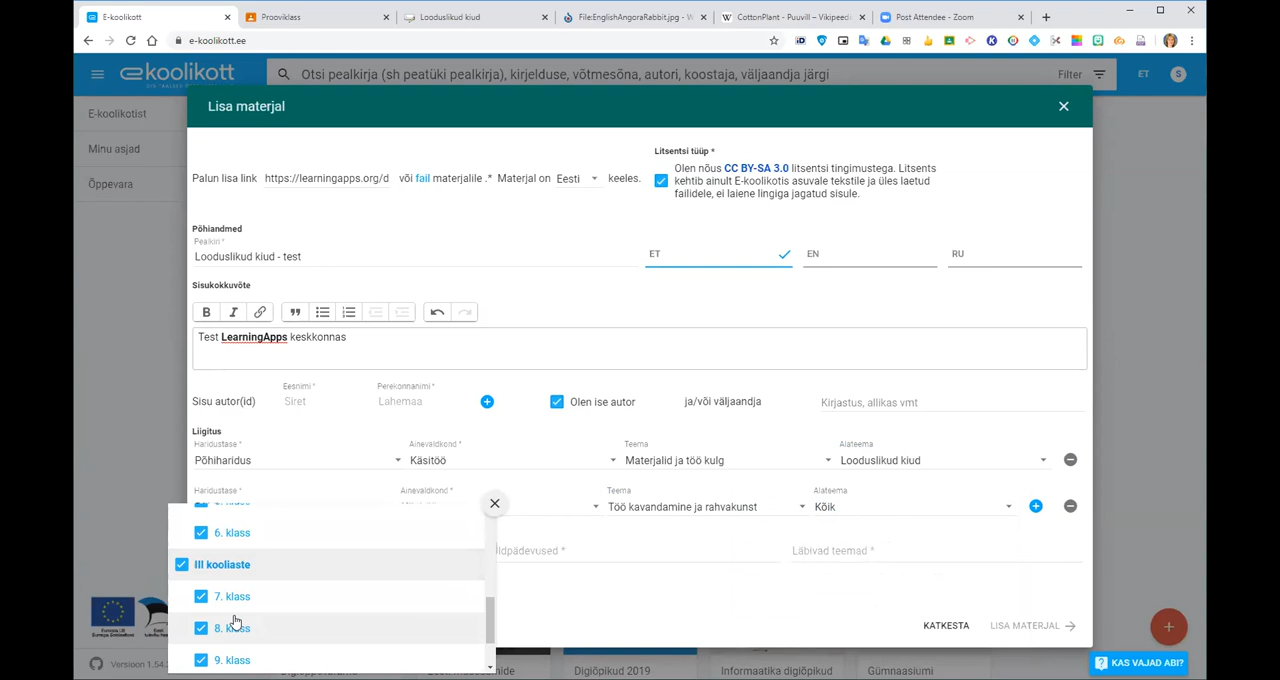 E-koolikott
Prooviklass
Looduslikud kiud
File:EnglishAngoraRabbit.jpg - W
CottonPlant - Puuvill – Vikipeed
Post Attendee - Zoom
e-koolikott.ee
ekoolikott
Otsi pealkirja (sh peatüki pealkirja), kirjelduse, võtmesõna, autori, koostaja, väljaandja järgi
Filter
ET
S
E-koolikotist
Minu asjad
Õppevara
Lisa materjal
Litsentsi tüüp *
Palun lisa link https://learningapps.org/d või fail materjalile .* Materjal on Eesti keeles.
Olen nõus CC BY-SA 3.0 litsentsi tingimustega. Litsents
kehtib ainult E-koolikotis asuvale tekstile ja üles laetud
failidele, ei laiene lingiga jagatud sisule.
Põhiandmed
Pealkiri *
Looduslikud kiud - test
ET
EN
RU
Sisukokkuvõte
B I
Test LearningApps keskkonnas
Sisu autor(id)
Eesnimi *
Siret
Perekonnanimi *
Lahemaa
Olen ise autor
ja/või väljaandja
Kirjastus, allikas vmt
Liigitus
Haridustase * Ainevaldkond * Teema Alateema
Põhiharidus Käsitöö Materjalid ja töö kulg Looduslikud kiud
Haridustase * Ainevaldkond * Teema Alateema
Töö kavandamine ja rahvakunst Kõik
6. klass
III kooliaste
7. klass
8. klass
9. klass
ldpädevused *
Läbivad teemad *
KATKESTA
LISA MATERJAL
Versioon 1.54.
Digiõpikud 2019
Informaatika digiõpikud
Gümnaasiumi
KAS VAJAD ABI?